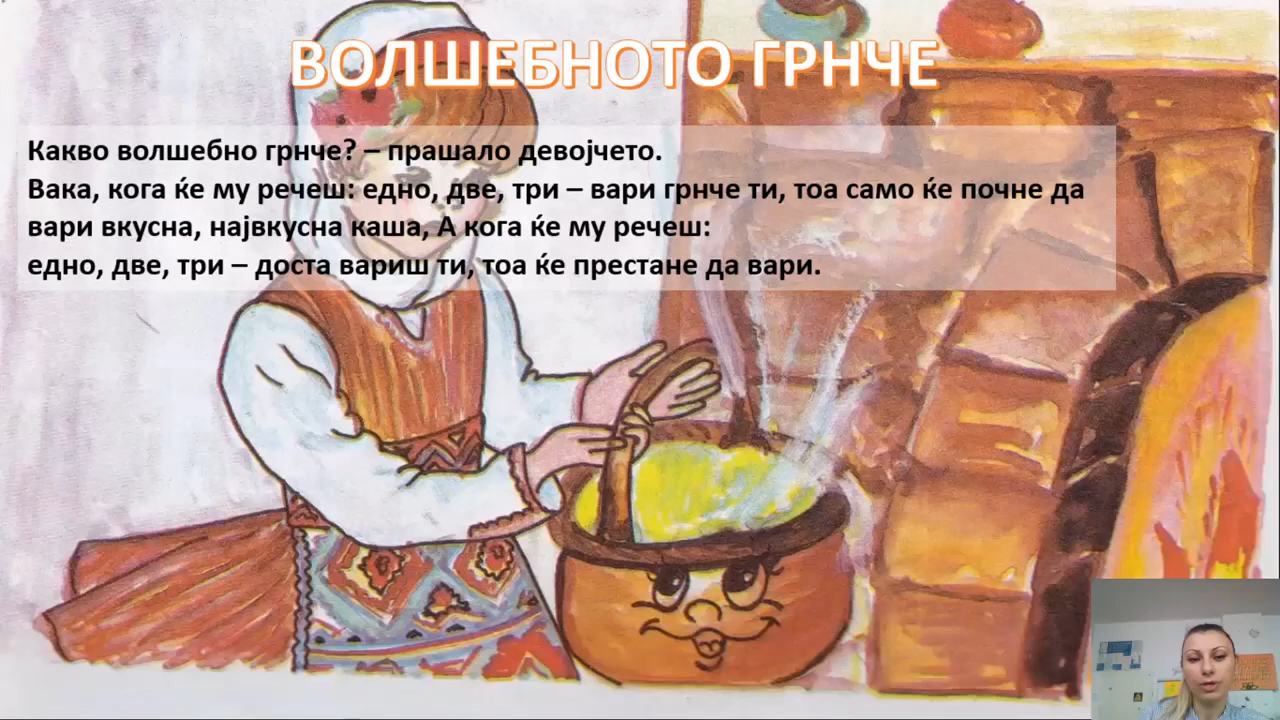 ВОЛШЕБНОТО ГРНЧЕ
Какво волшебно грнче? – прашало девојчето.
Вака, кога ќе му речеш: едно, две, три – вари грнче ти, тоа само ќе почне да
вари вкусна, највкусна каша, А кога ќе му речеш:
едно, две, три – доста вариш ти, тоа ќе престане да вари.